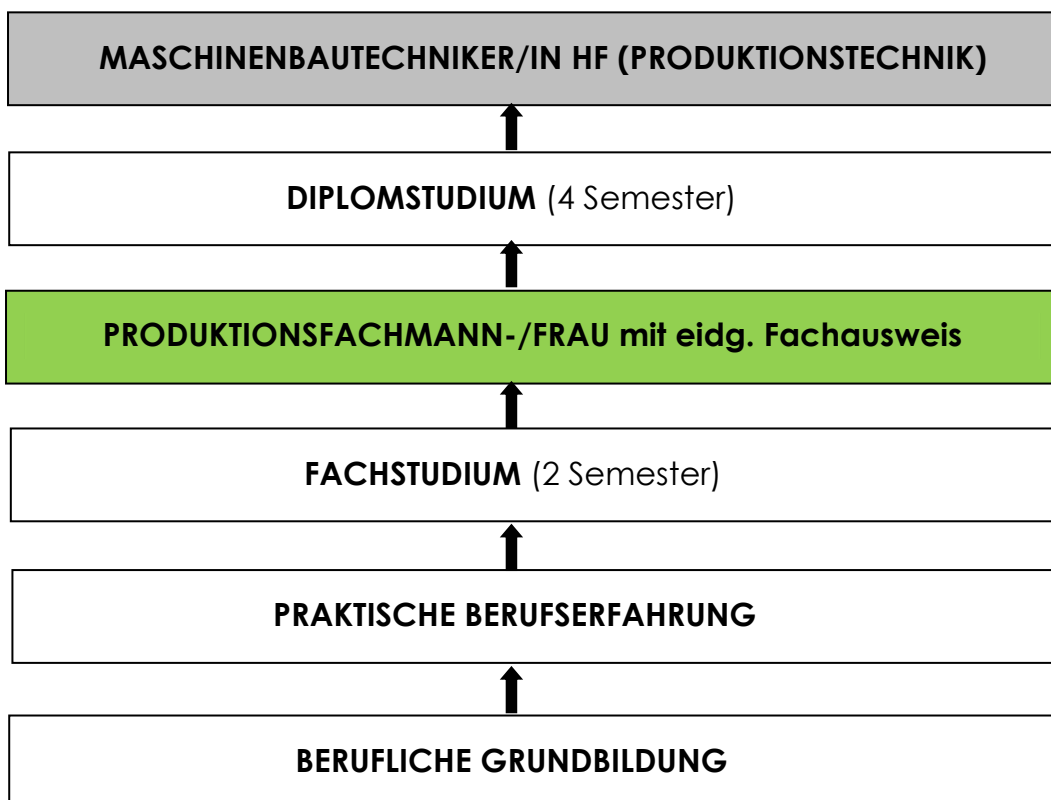 MASCHINENBAUTECHNIKER/IN HF (PRODUKTIONSTECHNIK)
DIPLOMSTUDIUM (4 Semester)
PRODUKTIONSFACHMANN-/FRAU mit eidg. Fachausweis
FACHSTUDIUM (2 Semester)
PRAKTISCHE BERUFSERFAHRUNG
BERUFLICHE GRUNDBILDUNG